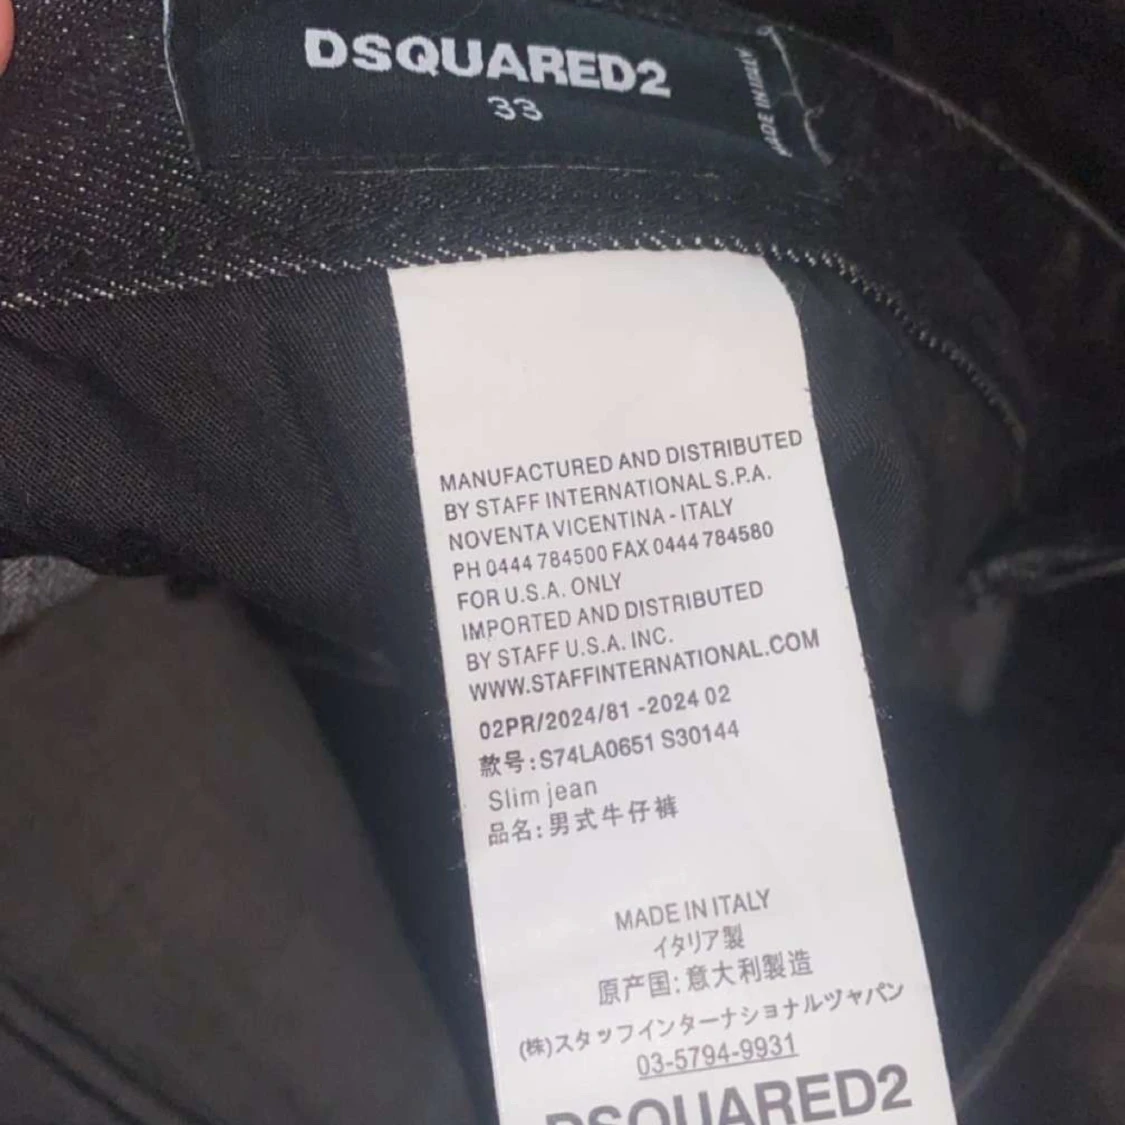 DSQUARED2
33
MADE IN ITALY
MANUFACTURED AND DISTRIBUTED
BY STAFF INTERNATIONAL S.P.A.
NOVENTA VICENTINA - ITALY
PH 0444 784500 FAX 0444 784580
FOR U.S.A. ONLY
IMPORTED AND DISTRIBUTED
BY STAFF U.S.A. INC.
WWW.STAFFINTERNATIONAL.COM
02PR/2024/81 -2024 02
款号:S74LA0651 S30144
Slim jean
品名:男式牛仔裤
MADE IN ITALY
イタリア製
原产国:意大利製造
(株)スタッフインターナショナルヅャパン
03-5794-9931
DSQUARED2